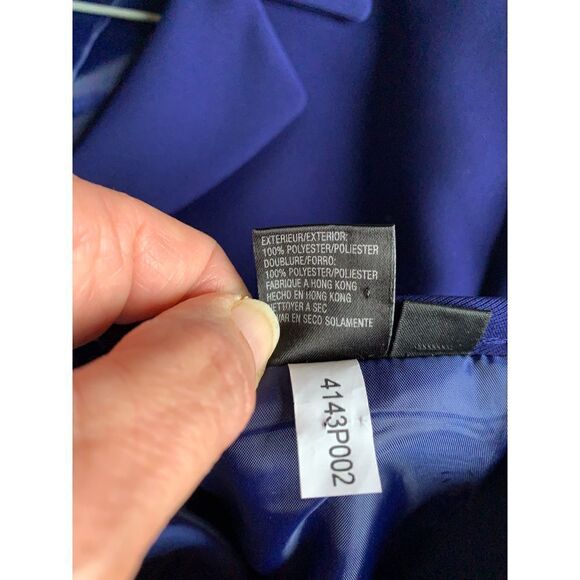 EXTERIEUR/EXTERIOR:
100% POLYESTER/POLIESTER
DOUBLURE/FORRO:
100% POLYESTER/POLIESTER
FABRIQUE A HONG KONG
HECHO EN HONG KONG
NETTOYER A SEC
EN SECO SOLAMENTE
4143P002